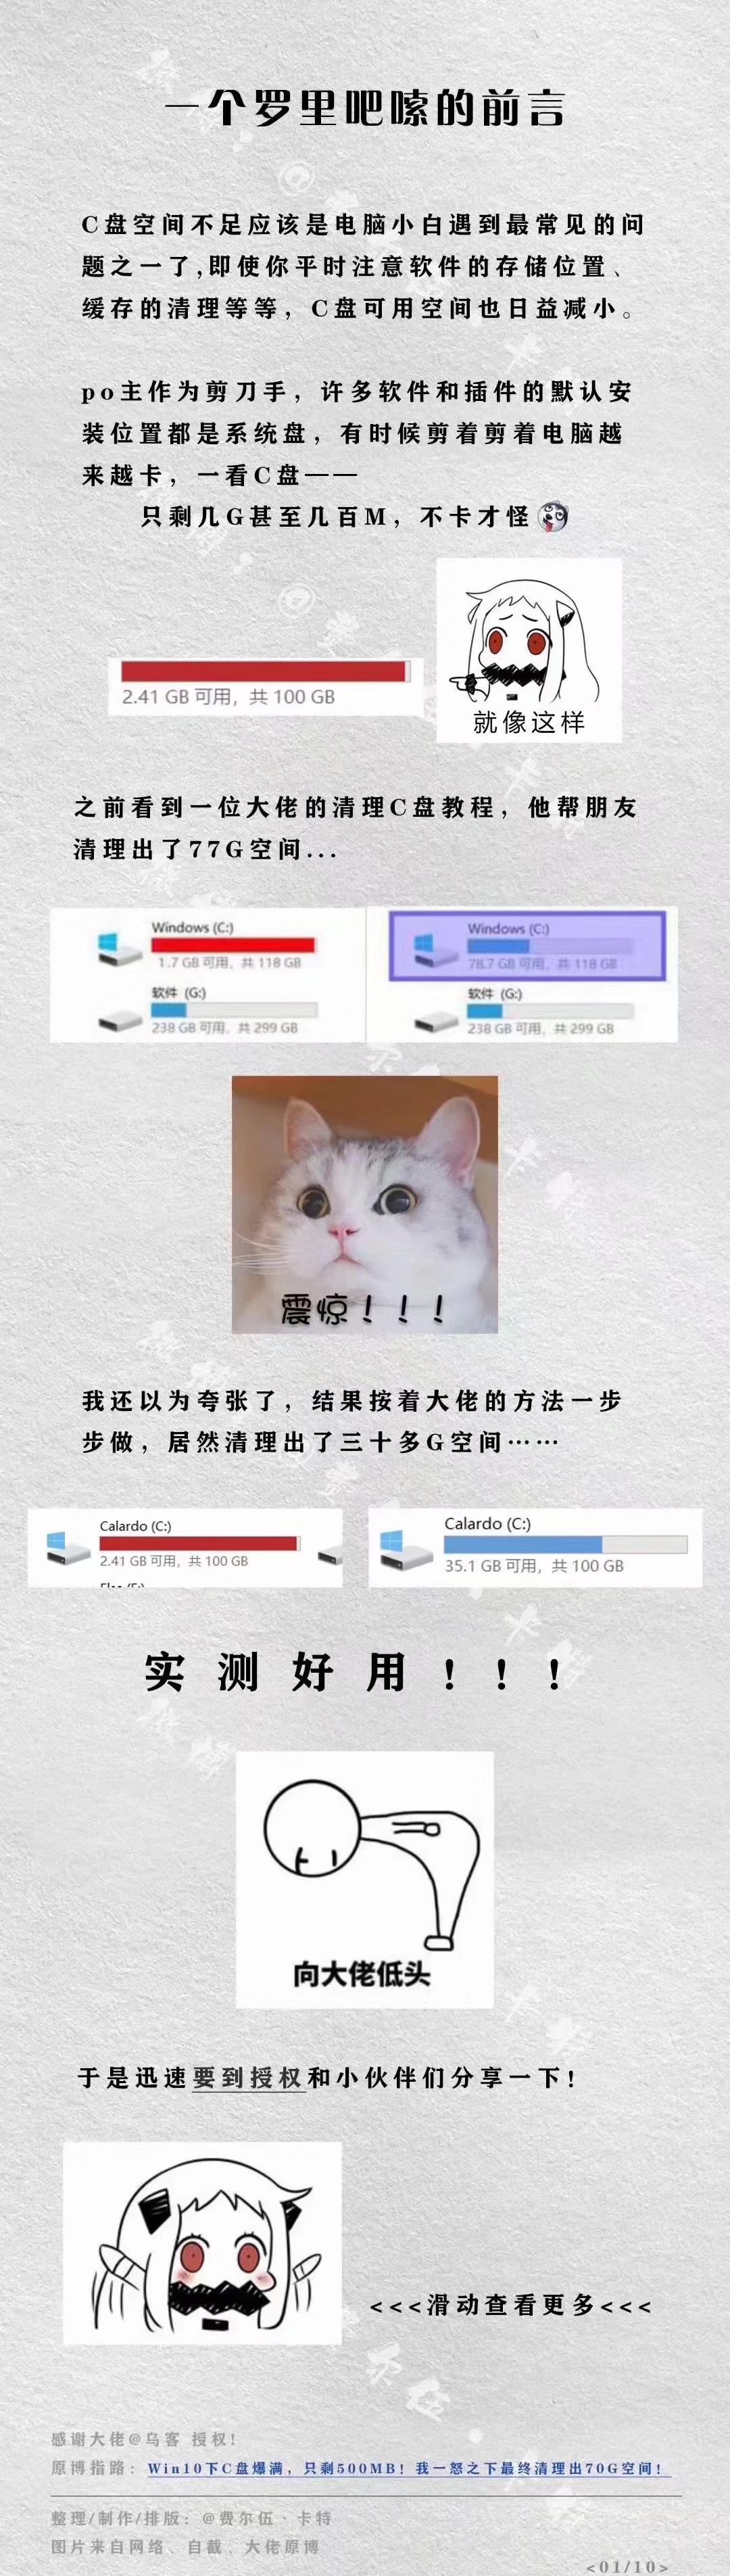 一个罗里吧嗦的前言
C盘空间不足应该是电脑小白遇到最常见的问
题之一了,即使你平时注意软件的存储位置、
缓存的清理等等，C盘可用空间也日益减小。
po主作为剪刀手，许多软件和插件的默认安
装位置都是系统盘，有时候剪着剪着电脑越
来越卡，一看C盘——
只剩几G甚至几百M，不卡才怪
2.41 GB 可用，共 100 GB
就像这样
之前看到一位大佬的清理C盘教程，他帮朋友
清理出了77G空间...
Windows (C:)
1.7 GB 可用，共 118 GB
软件 (G:)
238 GB 可用，共 299 GB
Windows (C:)
78.7 GB 可用，共 118 GB
软件 (G:)
238 GB 可用，共 299 GB
震惊！！！
我还以为夸张了，结果按着大佬的方法一步
步做，居然清理出了三十多G空间……
Calardo (C:)
2.41 GB 可用，共 100 GB
Calardo (C:)
35.1 GB 可用，共 100 GB
实测好用！！！
向大佬低头
于是迅速要到授权和小伙伴们分享一下！
<<<滑动查看更多<<<
感谢大佬@乌客 授权！
原博指路：Win10下C盘爆满，只剩500MB！我一怒之下最终清理出70G空间！
整理/制作/排版：@费尔伍·卡特
图片来自网络、自截、大佬原博
<01/10>